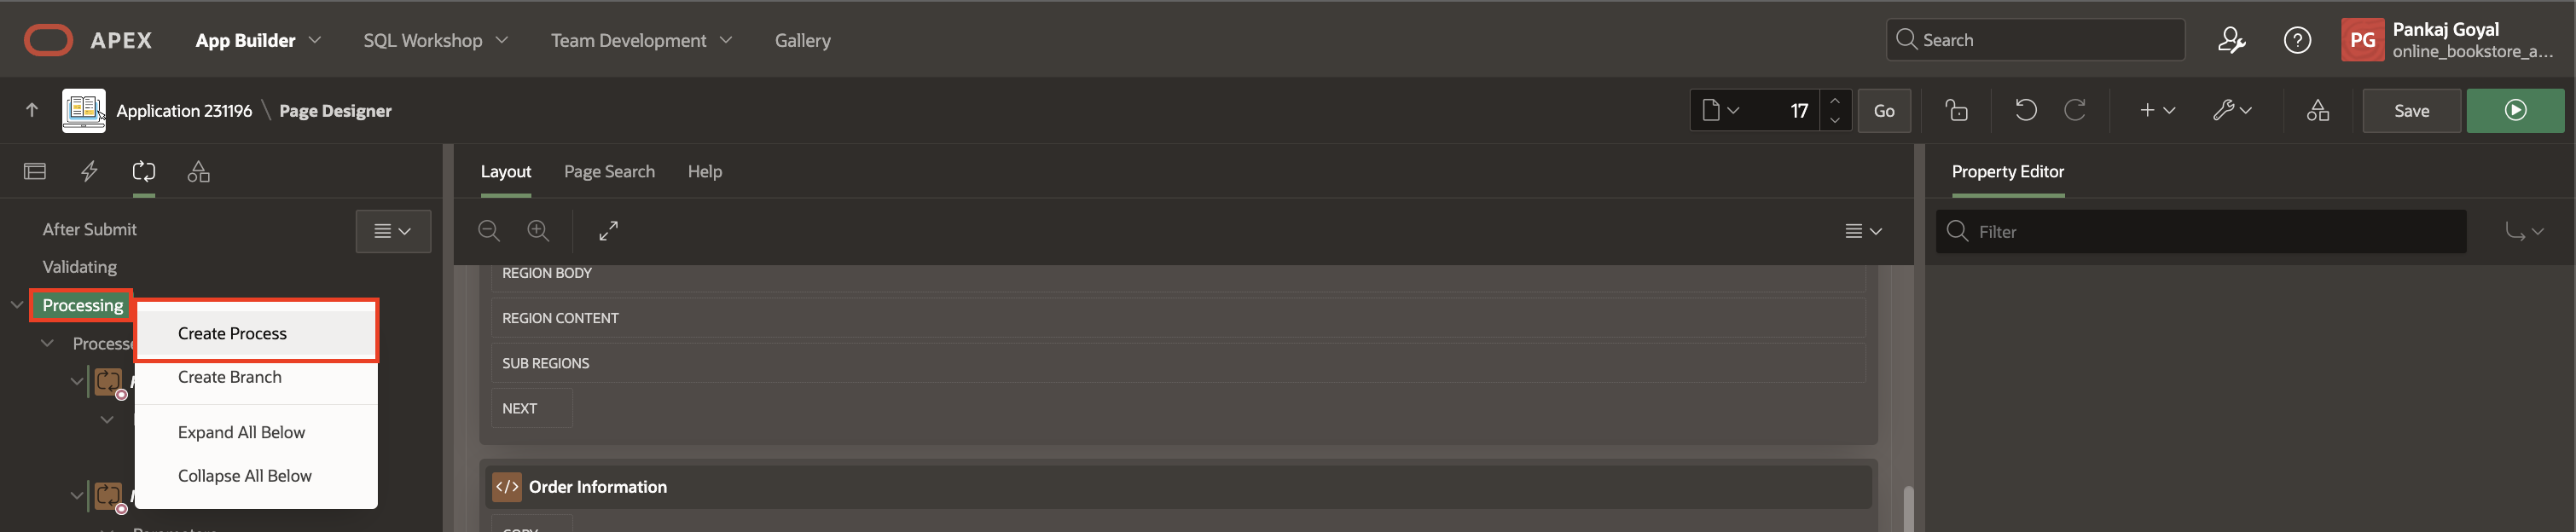 APEX App Builder SQL Workshop Team Development Gallery Search PG Pankaj Goyal
online_bookstore_a...
Application 231196 \ Page Designer 17 Go Save
Layout Page Search Help Property Editor
After Submit
Filter
Validating
REGION BODY
Processing
REGION CONTENT
Create Process
SUB REGIONS
Create Branch
NEXT
Expand All Below
Collapse All Below
</> Order Information